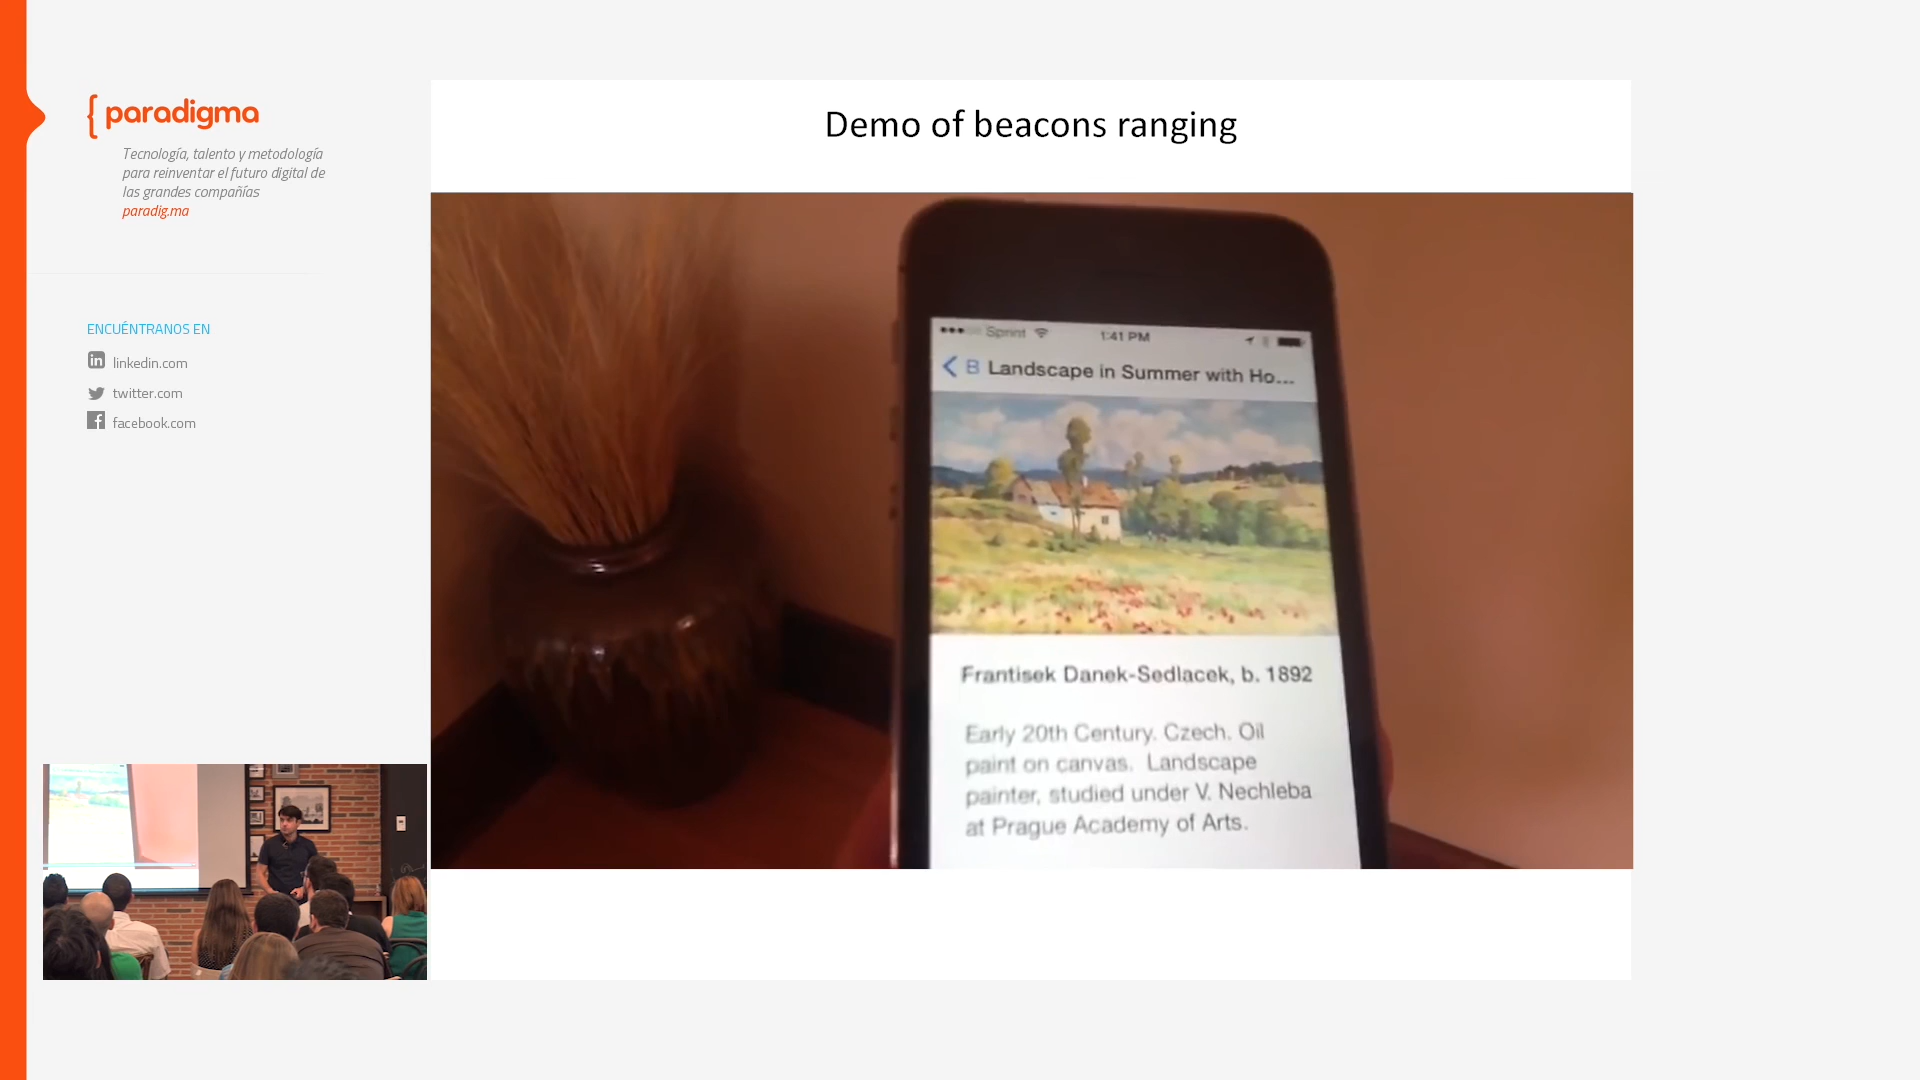 { paradigma
Tecnología, talento y metodología
para reinventar el futuro digital de
las grandes compañías
paradig.ma
ENCUÉNTRANOS EN
in linkedin.com
twitter.com
f facebook.com
Demo of beacons ranging
Sprint 1:41 PM
B Landscape in Summer with Ho...
Frantisek Danek-Sedlacek, b. 1892
Early 20th Century. Czech. Oil
paint on canvas. Landscape
painter, studied under V. Nechleba
at Prague Academy of Arts.